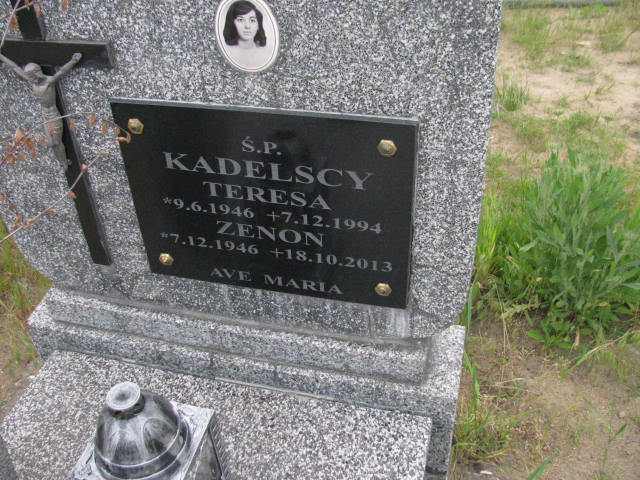 Ś.P.
KADELSCY
TERESA
*9.6.1946 +7.12.1994
ZENON
*7.12.1946 +18.10.2013
AVE MARIA